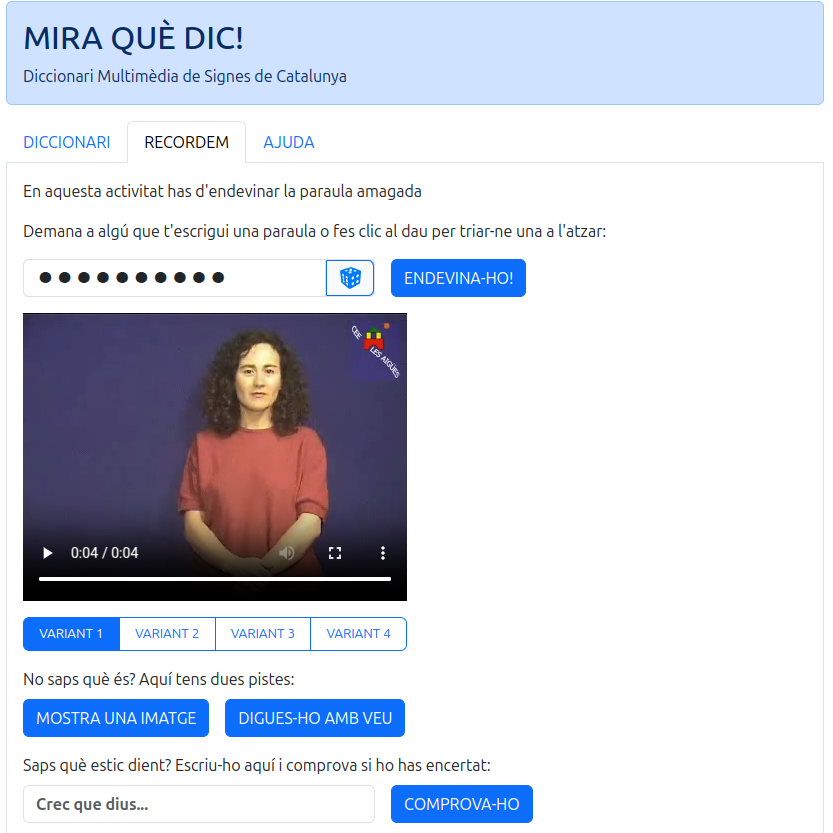 MIRA QUÈ DIC!
Diccionari Multimèdia de Signes de Catalunya
DICCIONARI RECORDEM AJUDA
En aquesta activitat has d'endevinar la paraula amagada
Demana a algú que t'escrigui una paraula o fes clic al dau per triar-ne una a l'atzar:
●●●●●●●●●● ENDEVINA-HO!
CEE LES AIGÜES
0:04 / 0:04
VARIANT 1 VARIANT 2 VARIANT 3 VARIANT 4
No saps què és? Aquí tens dues pistes:
MOSTRA UNA IMATGE DIGUES-HO AMB VEU
Saps què estic dient? Escriu-ho aquí i comprova si ho has encertat:
Crec que dius... COMPROVA-HO